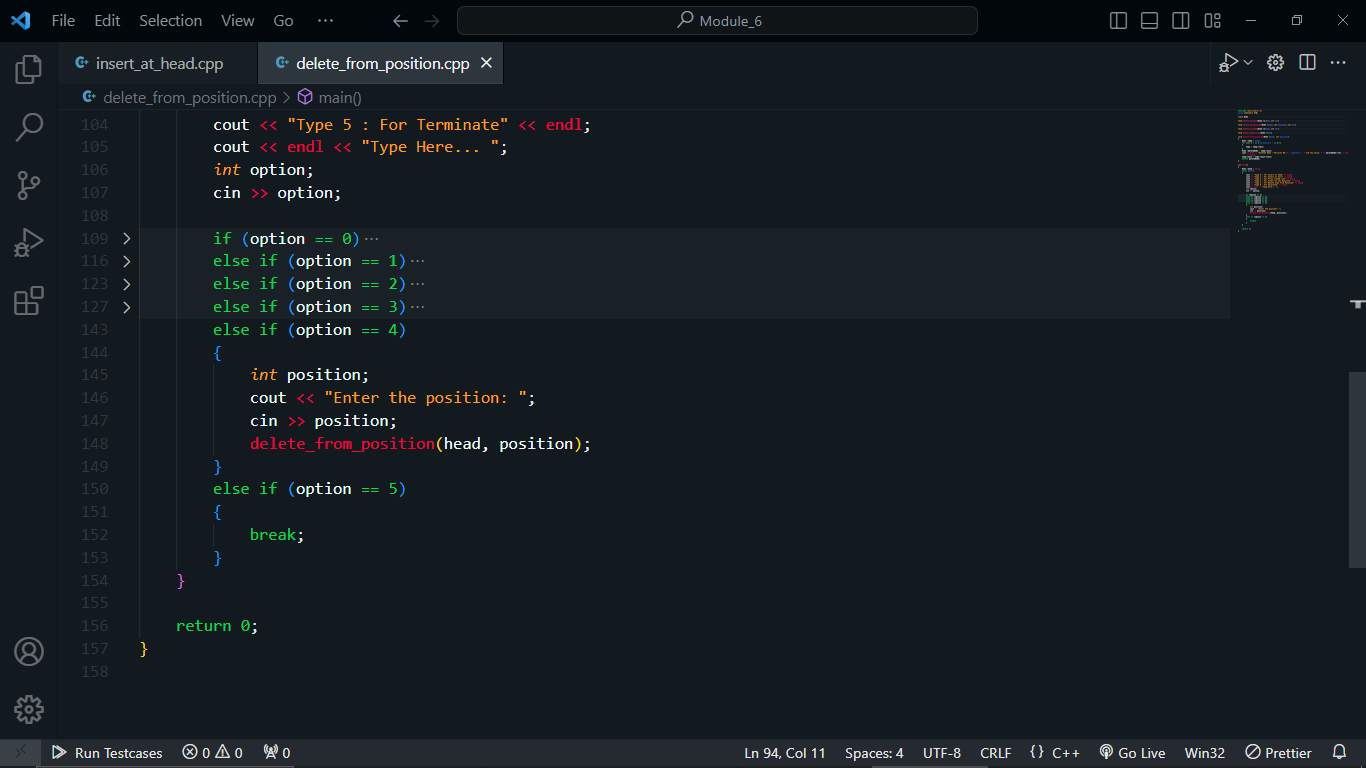 File Edit Selection View Go ··· Module_6
insert_at_head.cpp delete_from_position.cpp
delete_from_position.cpp > main()
104 cout << "Type 5 : For Terminate" << endl;
105 cout << endl << "Type Here... ";
106 int option;
107 cin >> option;
108
109 if (option == 0)···
116 else if (option == 1)···
123 else if (option == 2)···
127 else if (option == 3)···
143 else if (option == 4)
144 {
145 int position;
146 cout << "Enter the position: ";
147 cin >> position;
148 delete_from_position(head, position);
149 }
150 else if (option == 5)
151 {
152 break;
153 }
154 }
155
156 return 0;
157 }
158
Run Testcases 0 0 0 Ln 94, Col 11 Spaces: 4 UTF-8 CRLF {} C++ Go Live Win32 Prettier